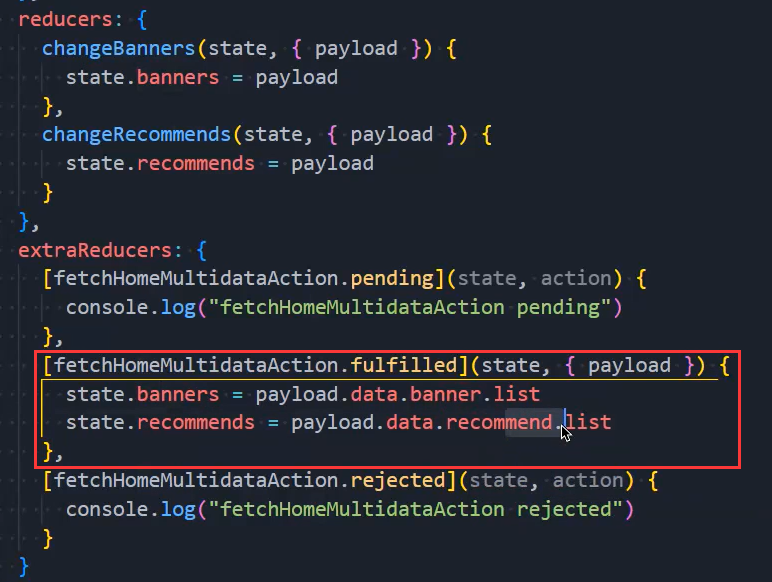 reducers: {
changeBanners(state, { payload }) {
state.banners = payload
},
changeRecommends(state, { payload }) {
state.recommends = payload
}
},
extraReducers: {
[fetchHomeMultidataAction.pending](state, action) {
console.log("fetchHomeMultidataAction pending")
},
[fetchHomeMultidataAction.fulfilled](state, { payload }) {
state.banners = payload.data.banner.list
state.recommends = payload.data.recommend.list
},
[fetchHomeMultidataAction.rejected](state, action) {
console.log("fetchHomeMultidataAction rejected")
}
}